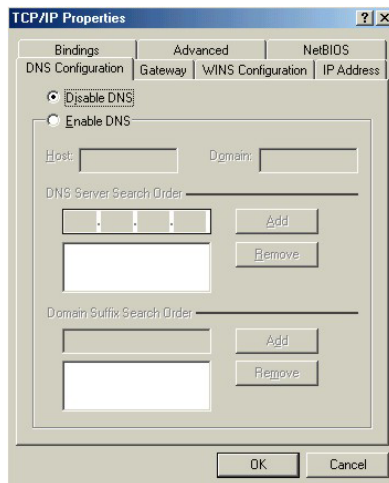 TCP/IP Properties ? x
Bindings Advanced NetBIOS
DNS Configuration Gateway WINS Configuration IP Address
Disable DNS
Enable DNS
Host: Domain:
DNS Server Search Order
. . . Add
Remove
Domain Suffix Search Order
Add
Remove
OK Cancel